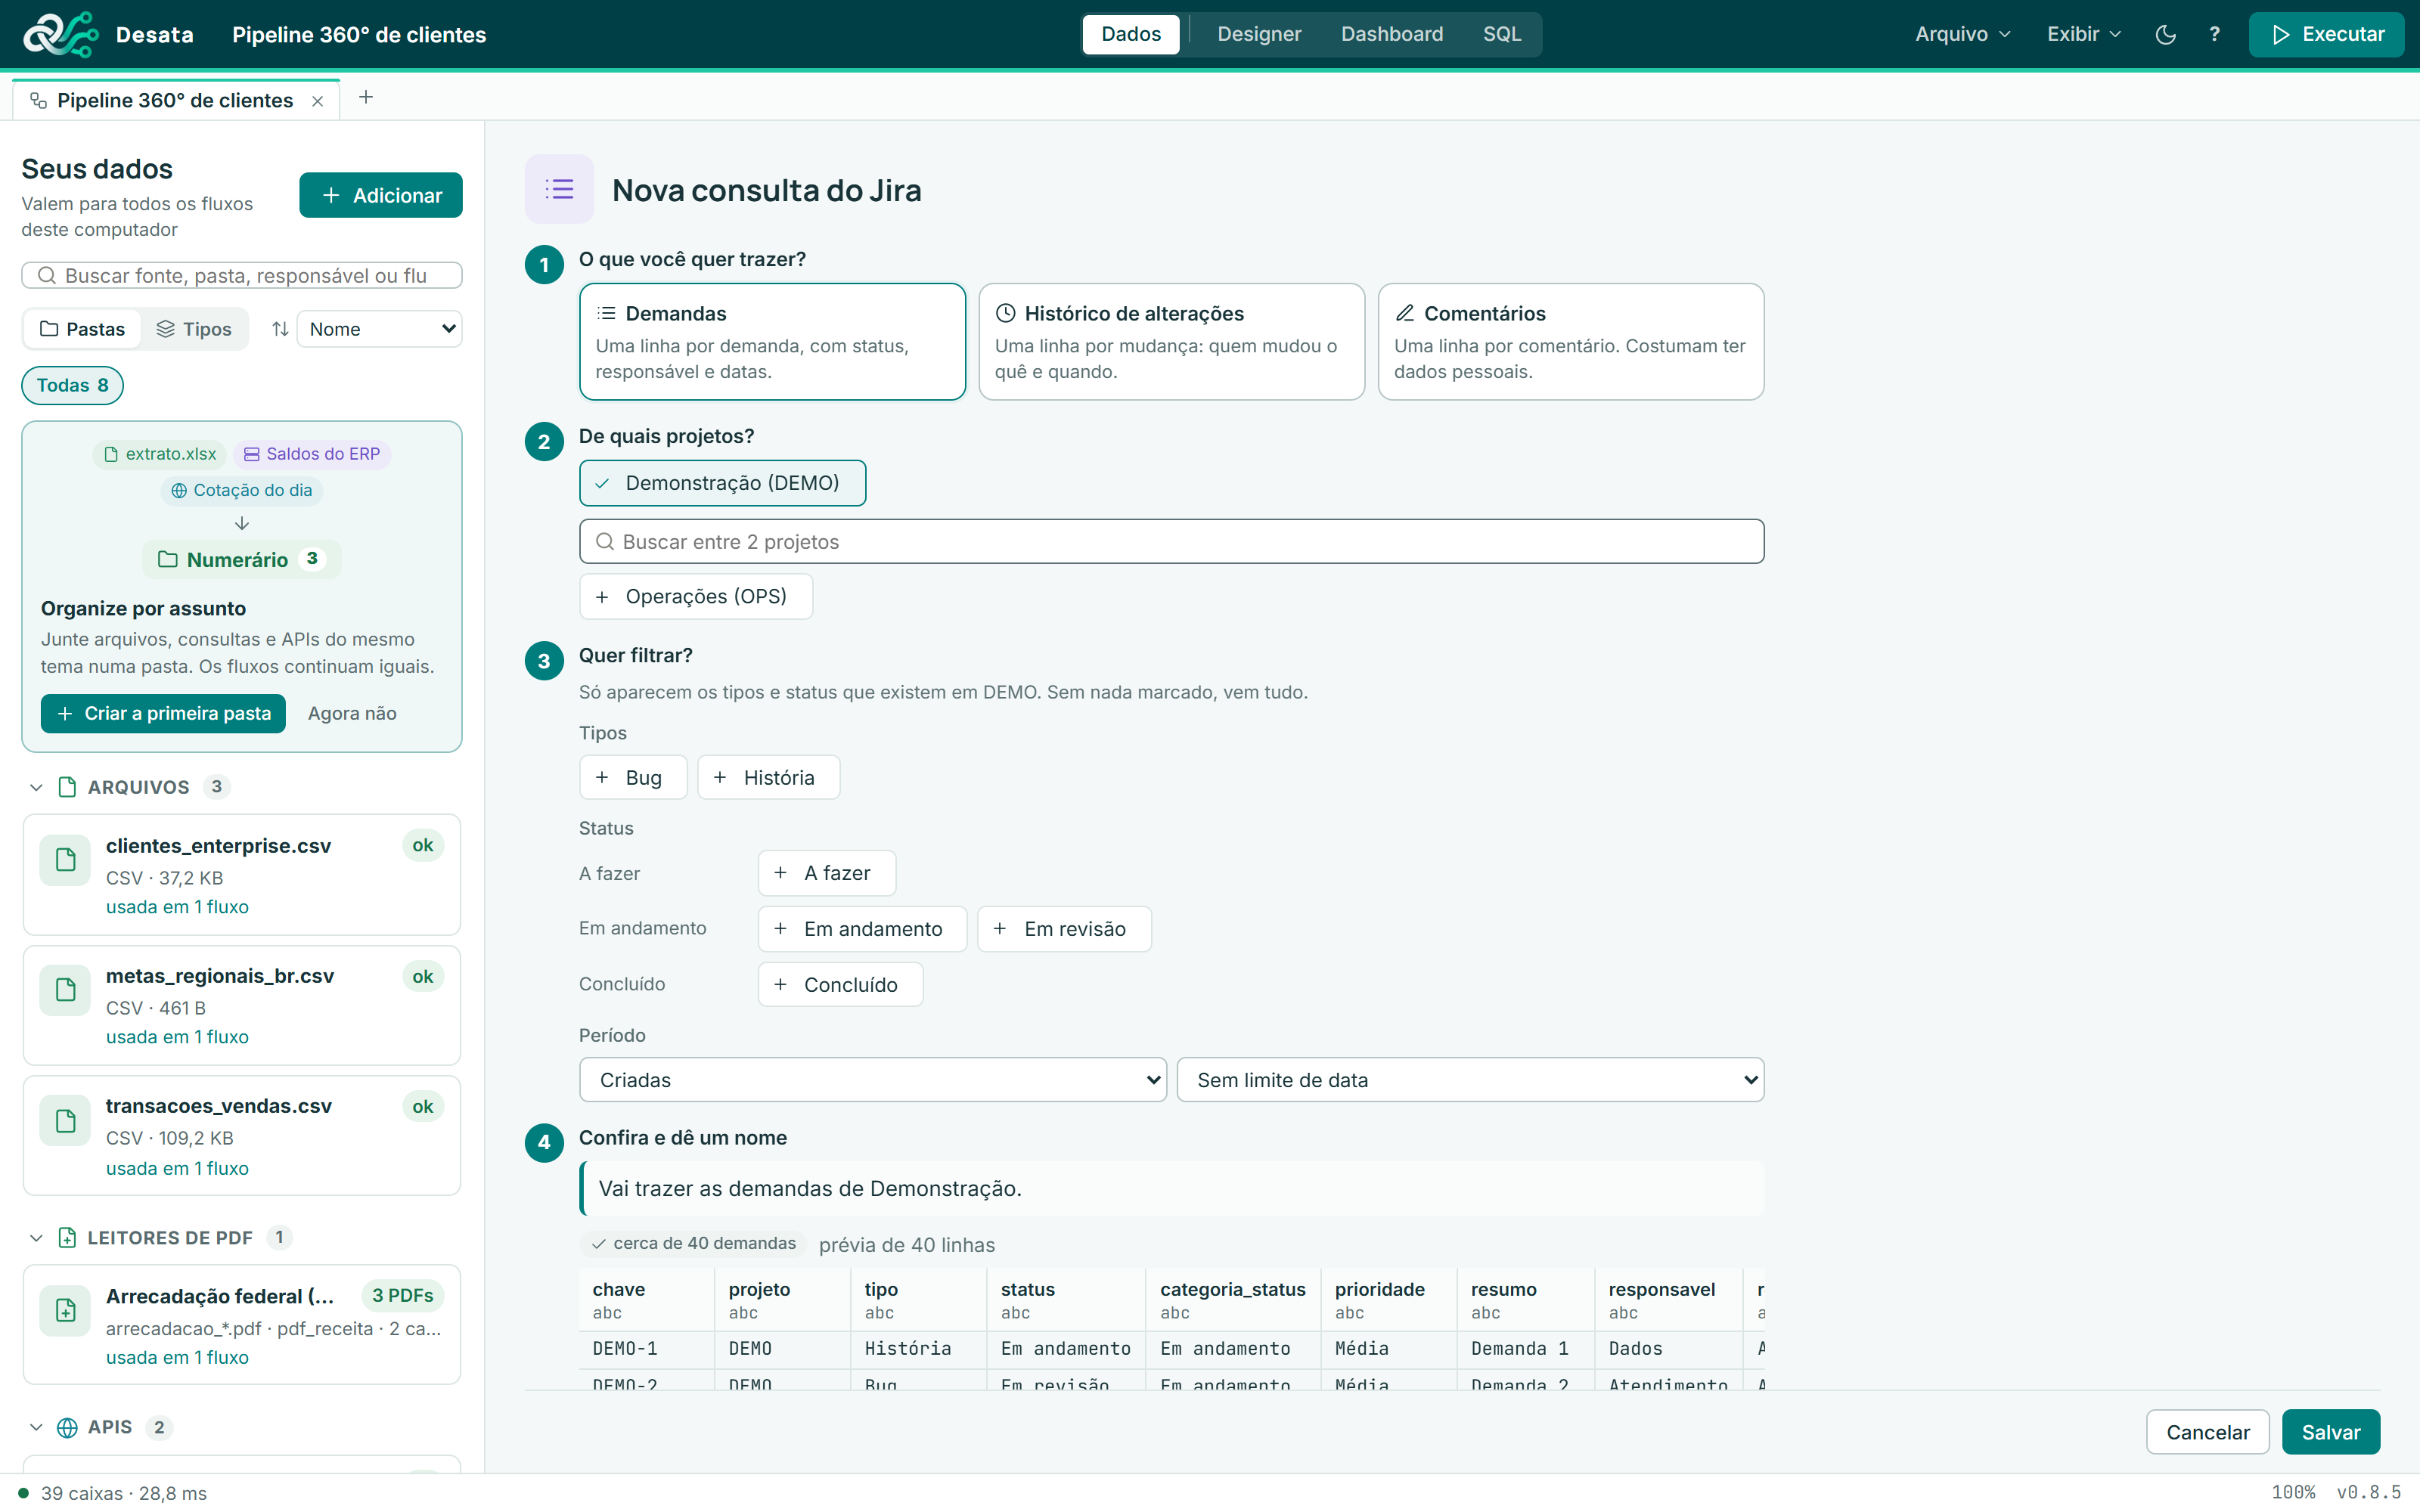 Desata
Pipeline 360° de clientes
Dados
Designer
Dashboard
SQL
Arquivo
Exibir
?
Executar
Pipeline 360° de clientes
Seus dados
Valem para todos os fluxos
deste computador
Adicionar
Buscar fonte, pasta, responsável ou flu
Pastas
Tipos
Nome
Todas 8
extrato.xlsx
Saldos do ERP
Cotação do dia
Numerário 3
Organize por assunto
Junte arquivos, consultas e APIs do mesmo
tema numa pasta. Os fluxos continuam iguais.
Criar a primeira pasta
Agora não
ARQUIVOS 3
clientes_enterprise.csv
ok
CSV · 37,2 KB
usada em 1 fluxo
metas_regionais_br.csv
ok
CSV · 461 B
usada em 1 fluxo
transacoes_vendas.csv
ok
CSV · 109,2 KB
usada em 1 fluxo
LEITORES DE PDF 1
Arrecadação federal (...
3 PDFs
arrecadacao_*.pdf · pdf_receita · 2 ca...
usada em 1 fluxo
APIS 2
Nova consulta do Jira
1 O que você quer trazer?
Demandas
Uma linha por demanda, com status,
responsável e datas.
Histórico de alterações
Uma linha por mudança: quem mudou o
quê e quando.
Comentários
Uma linha por comentário. Costumam ter
dados pessoais.
2 De quais projetos?
Demonstração (DEMO)
Buscar entre 2 projetos
Operações (OPS)
3 Quer filtrar?
Só aparecem os tipos e status que existem em DEMO. Sem nada marcado, vem tudo.
Tipos
Bug
História
Status
A fazer
A fazer
Em andamento
Em andamento
Em revisão
Concluído
Concluído
Período
Criadas
Sem limite de data
4 Confira e dê um nome
Vai trazer as demandas de Demonstração.
cerca de 40 demandas
prévia de 40 linhas
chave projeto tipo status categoria_status prioridade resumo responsavel r
abc abc abc abc abc abc abc abc a
DEMO-1 DEMO História Em andamento Em andamento Média Demanda 1 Dados A
DEMO-2 DEMO Bug Em revisão Em andamento Média Demanda 2 Atendimento A
Cancelar
Salvar
39 caixas · 28,8 ms
100%
v0.8.5